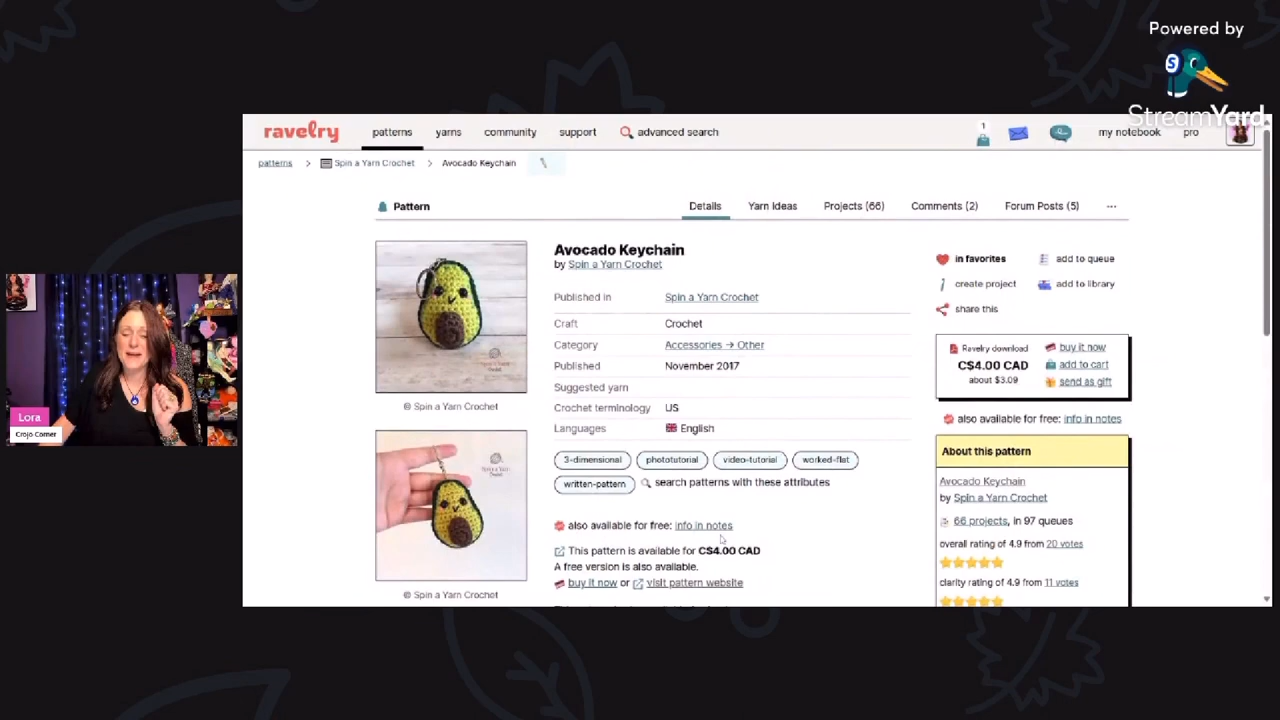 Powered by
StreamYard
S
ravelry
patterns
yarns
community
support
advanced search
1
my notebook
pro
patterns > Spin a Yarn Crochet > Avocado Keychain
Pattern
Details
Yarn Ideas
Projects (66)
Comments (2)
Forum Posts (5)
...
Avocado Keychain
by Spin a Yarn Crochet
Published in Spin a Yarn Crochet
Craft Crochet
Category Accessories → Other
Published November 2017
Suggested yarn
Crochet terminology US
Languages English
3-dimensional
phototutorial
video-tutorial
worked-flat
written-pattern
search patterns with these attributes
also available for free: info in notes
This pattern is available for C$4.00 CAD
A free version is also available.
buy it now or visit pattern website
© Spin a Yarn Crochet
© Spin a Yarn Crochet
in favorites
add to queue
create project
add to library
share this
Ravelry download
C$4.00 CAD
about $3.09
buy it now
add to cart
send as gift
also available for free: info in notes
About this pattern
Avocado Keychain
by Spin a Yarn Crochet
66 projects, in 97 queues
overall rating of 4.9 from 20 votes
clarity rating of 4.9 from 11 votes
Lora
Crojo Corner